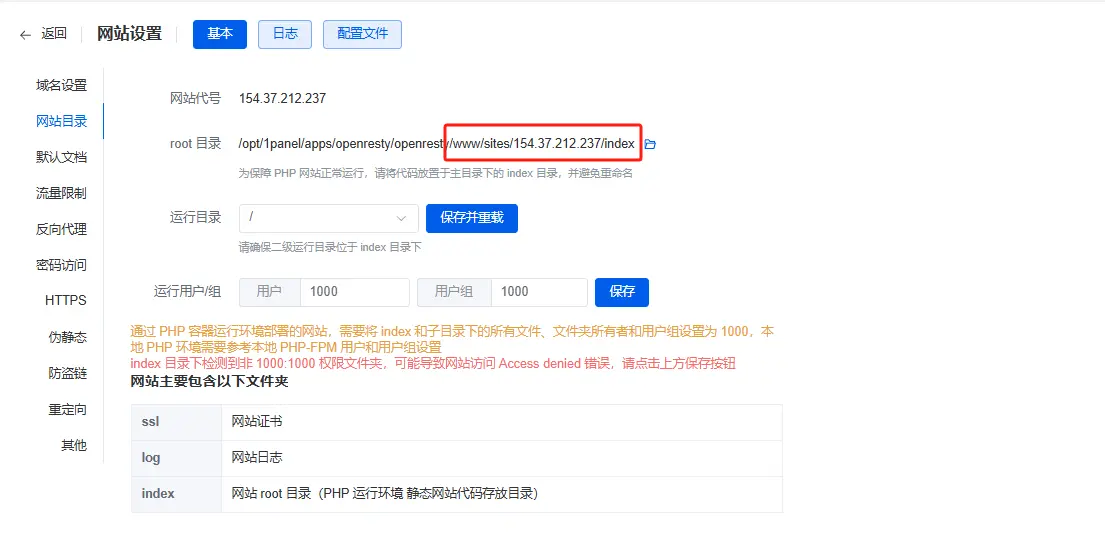 ← 返回 网站设置 基本 日志 配置文件
域名设置
网站目录
默认文档
流量限制
反向代理
密码访问
HTTPS
伪静态
防盗链
重定向
其他
网站代号 154.37.212.237
root 目录 /opt/1panel/apps/openresty/openresty/www/sites/154.37.212.237/index
为保障 PHP 网站正常运行，请将代码放置于主目录下的 index 目录，并避免重命名
运行目录 / 保存并重载
请确保二级运行目录位于 index 目录下
运行用户/组 用户 1000 用户组 1000 保存
通过 PHP 容器运行环境部署的网站，需要将 index 和子目录下的所有文件、文件夹所有者和用户组设置为 1000，本
地 PHP 环境需要参考本地 PHP-FPM 用户和用户组设置
index 目录下检测到非 1000:1000 权限文件夹，可能导致网站访问 Access denied 错误，请点击上方保存按钮
网站主要包含以下文件夹
ssl 网站证书
log 网站日志
index 网站 root 目录（PHP 运行环境 静态网站代码存放目录）